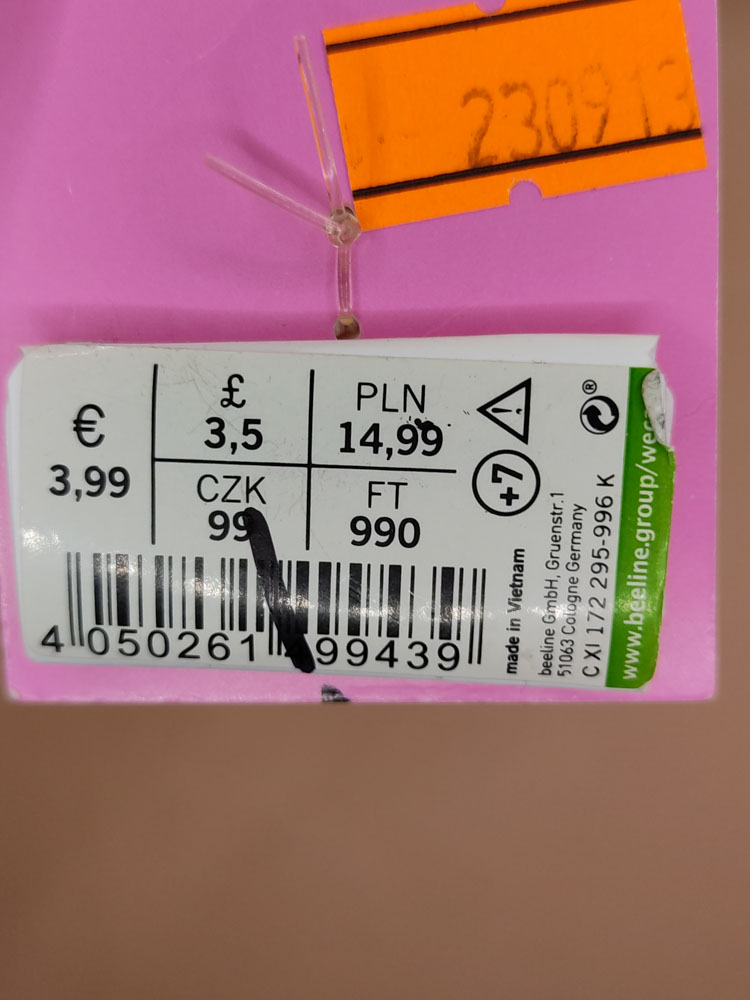 230913
€
3,99
£
3,5
PLN
14,99
CZK
99
FT
990
4 050261 99439
+7
made in Vietnam
beeline GmbH, Gruenstr.1
51063 Cologne Germany
C XI 172 295-996 K
®
www.beeline.group/weca